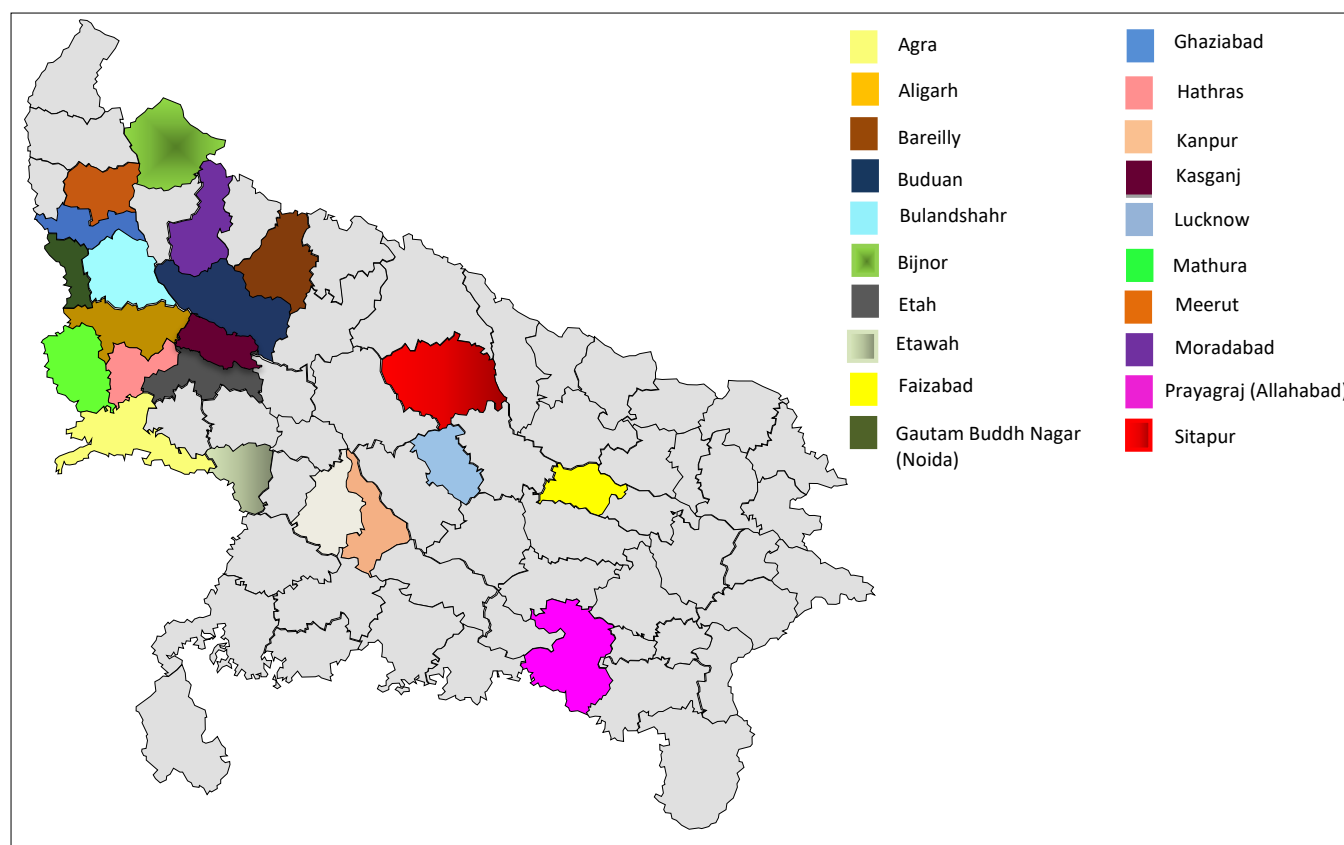 Agra
Aligarh
Bareilly
Buduan
Bulandshahr
Bijnor
Etah
Etawah
Faizabad
Gautam Buddh Nagar
(Noida)
Ghaziabad
Hathras
Kanpur
Kasganj
Lucknow
Mathura
Meerut
Moradabad
Prayagraj (Allahabad)
Sitapur